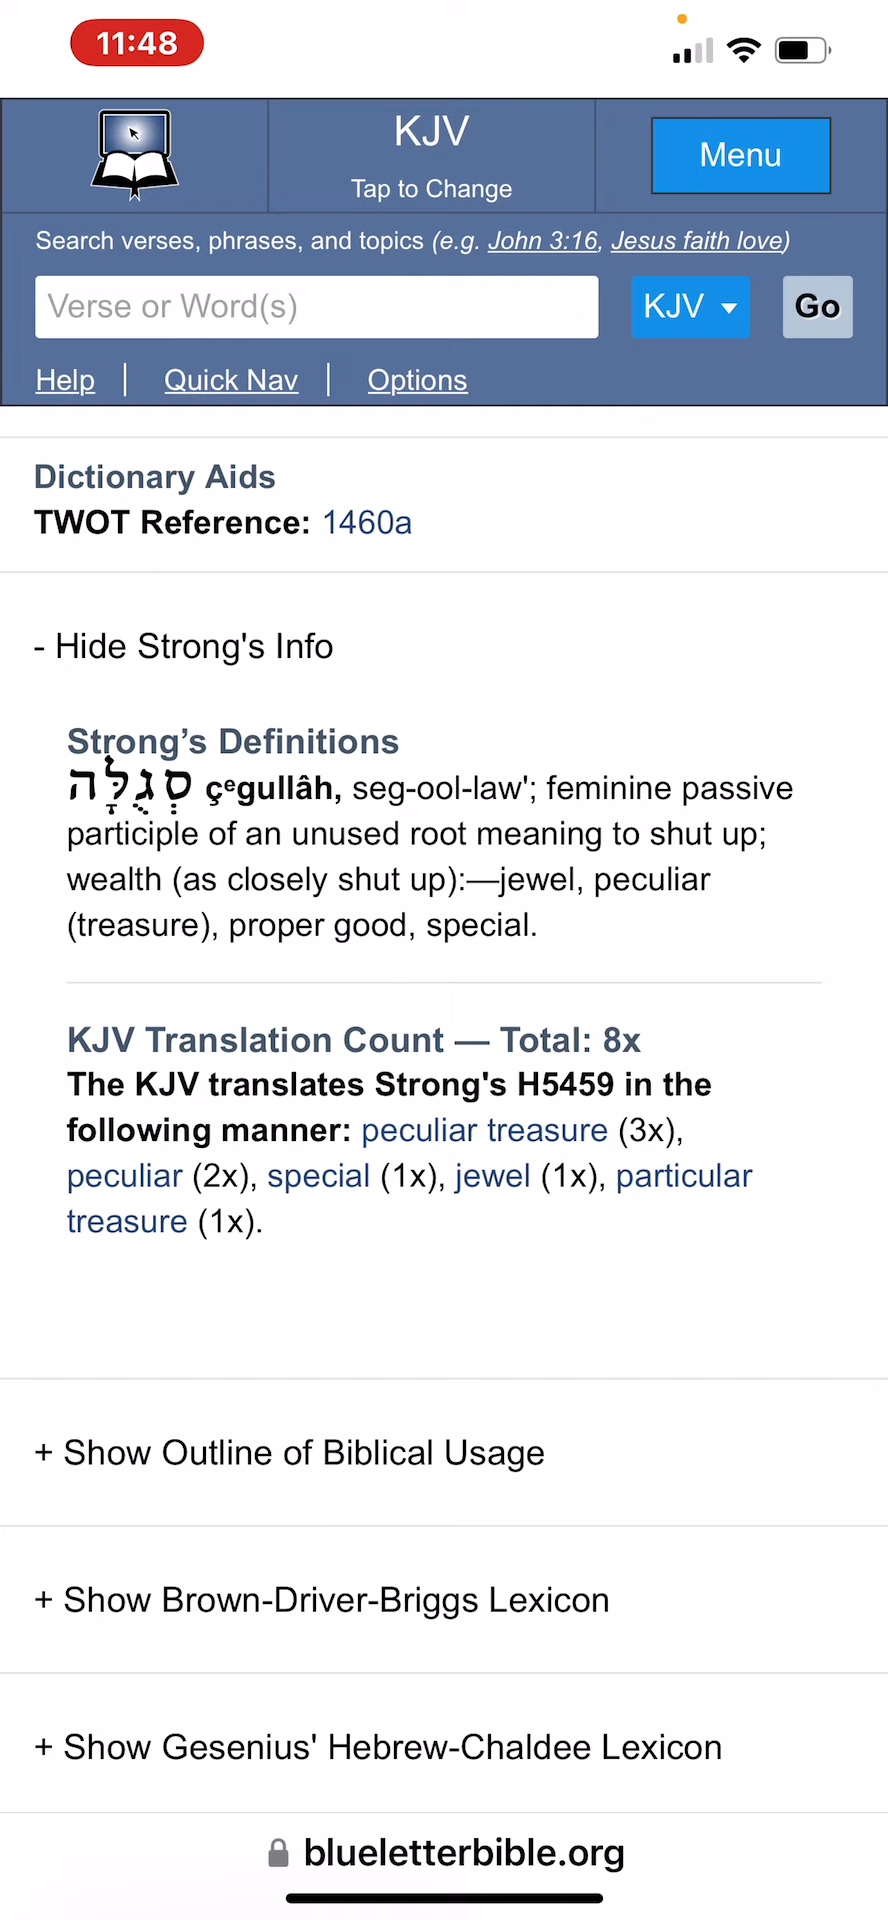 11:48
KJV
Tap to Change
Menu
Search verses, phrases, and topics (e.g. John 3:16, Jesus faith love)
Verse or Word(s)
KJV
Go
Help | Quick Nav | Options
Dictionary Aids
TWOT Reference: 1460a
- Hide Strong's Info
Strong’s Definitions
סְגֻלָּה çᵉgullâh, seg-ool-law'; feminine passive
participle of an unused root meaning to shut up;
wealth (as closely shut up):—jewel, peculiar
(treasure), proper good, special.
KJV Translation Count — Total: 8x
The KJV translates Strong's H5459 in the
following manner: peculiar treasure (3x),
peculiar (2x), special (1x), jewel (1x), particular
treasure (1x).
+ Show Outline of Biblical Usage
+ Show Brown-Driver-Briggs Lexicon
+ Show Gesenius' Hebrew-Chaldee Lexicon
blueletterbible.org